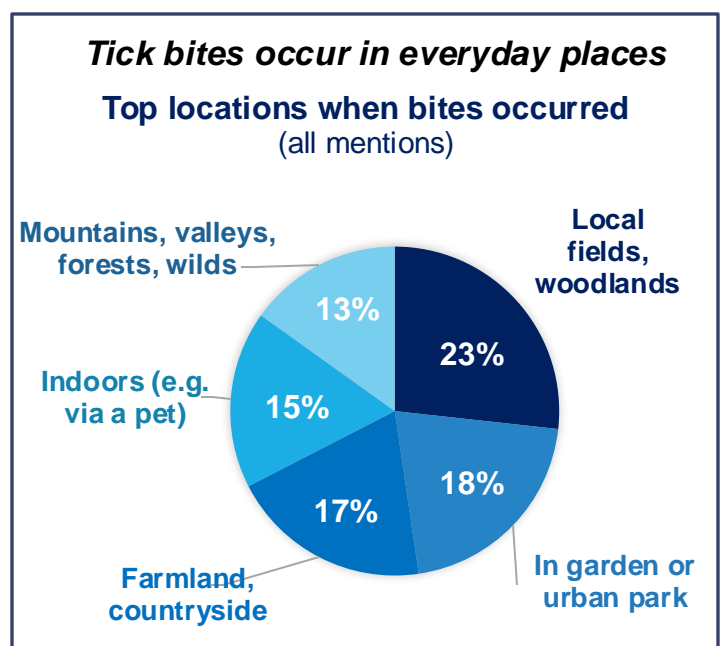 Tick bites occur in everyday places
Top locations when bites occurred
(all mentions)
Local
fields,
woodlands
Mountains, valleys,
forests, wilds
13%
23%
Indoors (e.g.
via a pet)
15%
18%
17%
In garden or
urban park
Farmland,
countryside